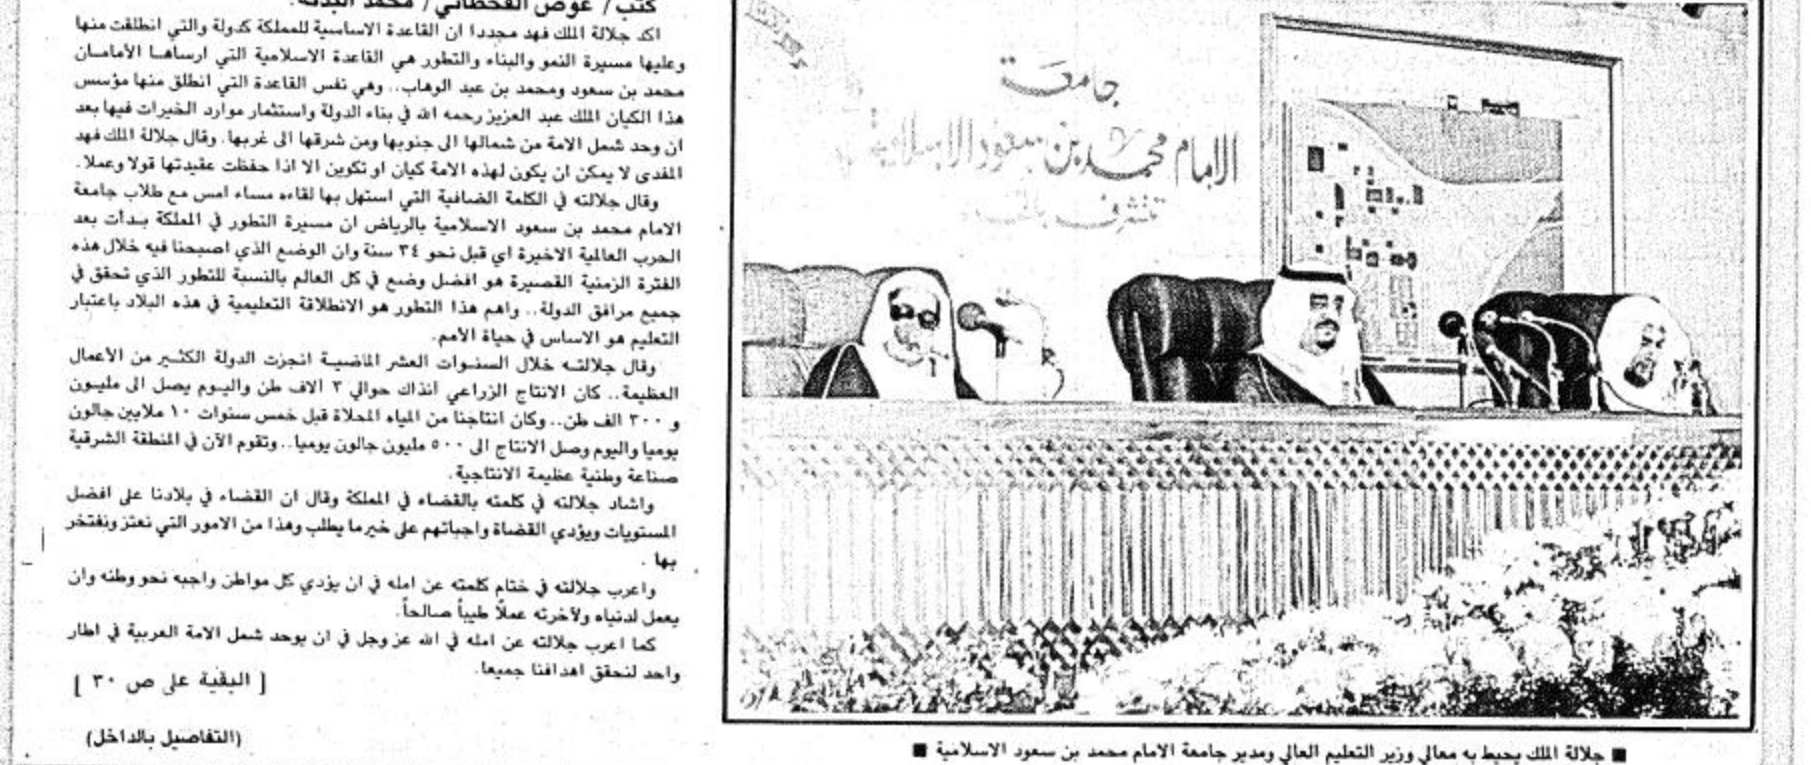 كتب/ عوض القحطاني/ محمد
اكد جلالة الملك فهد مجددا ان القاعدة الاساسية للمملكة كدولة والتي انطلقت منها
وعليها مسيرة النمو والبناء والتطور هي القاعدة الاسلامية التي ارساها الأمامان
محمد بن سعود ومحمد بن عبد الوهاب.. وهي نفس القاعدة التي انطلق منها مؤسس
هذا الكيان الملك عبد العزيز رحمه الله في بناء الدولة واستثمار موارد الخيرات فيها بعد
ان وحد شمل الامة من شمالها الى جنوبها ومن شرقها الى غربها. وقال جلالة الملك فهد
المفدى لا يمكن ان يكون لهذه الامة كيان او تكوين الا اذا حفظت عقيدتها قولا وعملا.
وقال جلالته في الكلمة الضافية التي استهل بها لقاءه مساء امس مع طلاب جامعة
الامام محمد بن سعود الاسلامية بالرياض ان مسيرة التطور في المملكة بدأت بعد
الحرب العالمية الاخيرة اي قبل نحو ٣٤ سنة وان الوضع الذي اصبحنا فيه خلال هذه
الفترة الزمنية القصيرة هو افضل وضع في كل العالم بالنسبة للتطور الذي تحقق في
جميع مرافق الدولة.. واهم هذا التطور هو الانطلاقة التعليمية في هذه البلاد باعتبار
التعليم هو الاساس في حياة الأمم.
وقال جلالته خلال السنوات العشر الماضية انجزت الدولة الكثير من الأعمال
العظيمة.. كان الانتاج الزراعي انذاك حوالي ٣ الاف طن واليوم يصل الى مليون
و ٣٠٠ الف طن.. وكان انتاجنا من المياه المحلاة قبل خمس سنوات ١٠ ملايين جالون
يوميا واليوم وصل الانتاج الى ٥٠٠ مليون جالون يوميا.. وتقوم الآن في المنطقة الشرقية
صناعة وطنية عظيمة الانتاجية.
واشاد جلالته في كلمته بالقضاء في المملكة وقال ان القضاء في بلادنا على افضل
المستويات ويؤدي القضاة واجباتهم على خير ما يطلب وهذا من الامور التي نعتز ونفتخر
بها .
واعرب جلالته في ختام كلمته عن امله في ان يؤدي كل مواطن واجبه نحو وطنه وان
يعمل لدنياه ولآخرته عملاً طيباً صالحاً.
كما اعرب جلالته عن امله في الله عز وجل في ان يوحد شمل الامة العربية في اطار
واحد لنحقق اهدافنا جميعا.
[ البقية على ص ٣٠ ]
(التفاصيل بالداخل)
جامعة
الامام محمد بن سعود الاسلامية
تتشرف
■ جلالة الملك يحيط به معالي وزير التعليم العالي ومدير جامعة الامام محمد بن سعود الاسلامية ■